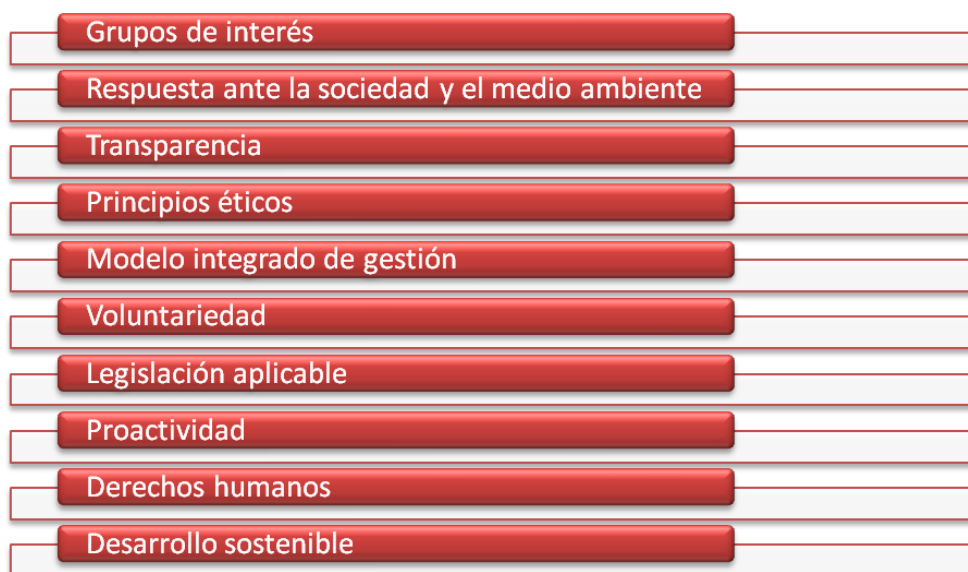 Grupos de interés
Respuesta ante la sociedad y el medio ambiente
Transparencia
Principios éticos
Modelo integrado de gestión
Voluntariedad
Legislación aplicable
Proactividad
Derechos humanos
Desarrollo sostenible